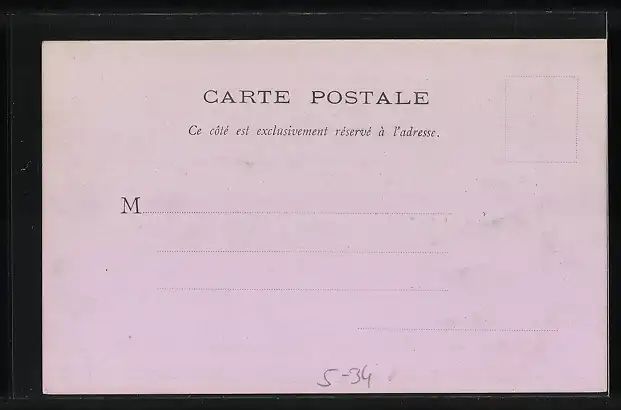 CARTE POSTALE
Ce côté est exclusivement réservé à l'adresse.
M
5-34